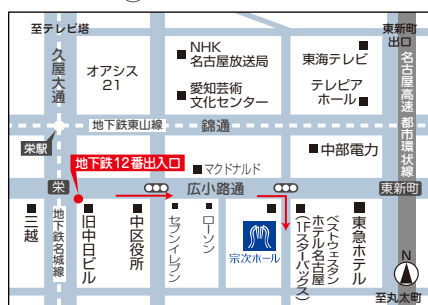 至テレビ塔
東新町
出口
久屋大通
オアシス
21
NHK
名古屋放送局
愛知芸術
文化センター
東海テレビ
テレピア
ホール
名古屋高速 都市環状線
地下鉄東山線
錦通
栄駅
地下鉄12番出入口
マクドナルド
中部電力
栄
広小路通
東新町
三越
地下鉄名城線
旧中日ビル
中区役所
セブンイレブン
ローソン
宗次ホール
ベストウェスタン
ホテル名古屋
(1Fスターバックス)
東急ホテル
N
至丸太町